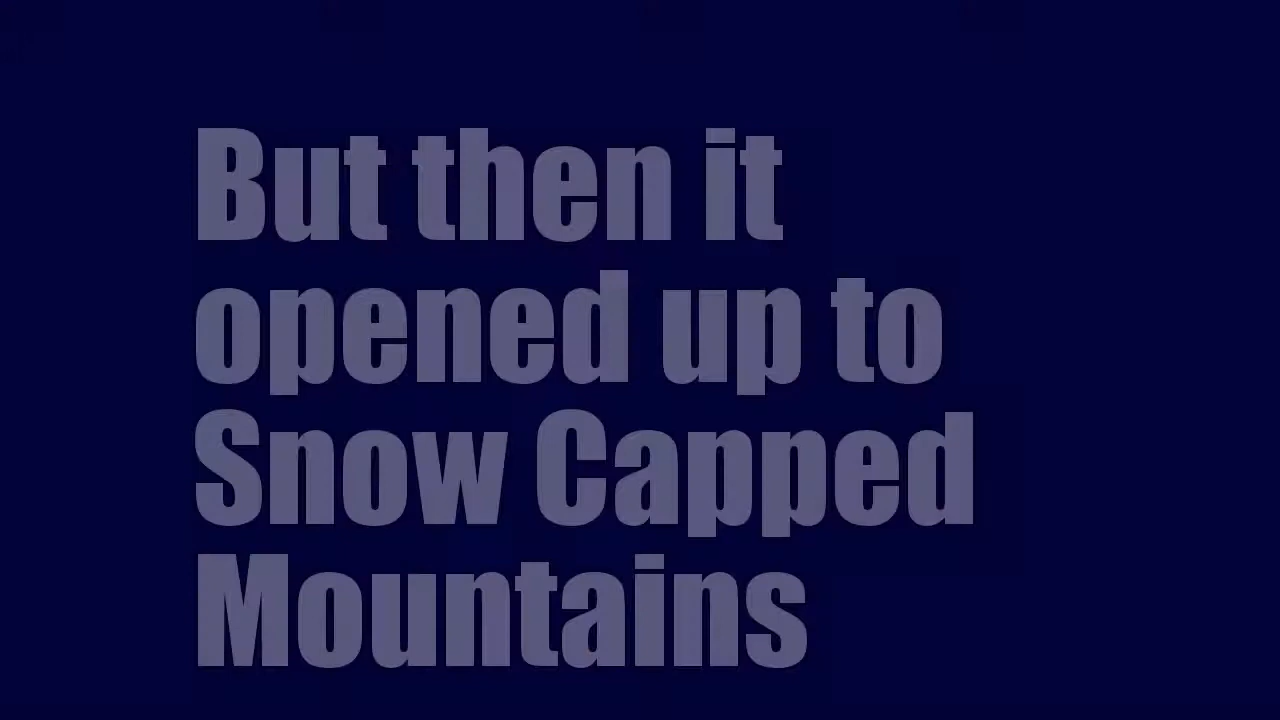 But then it
opened up to
Snow Capped
Mountains